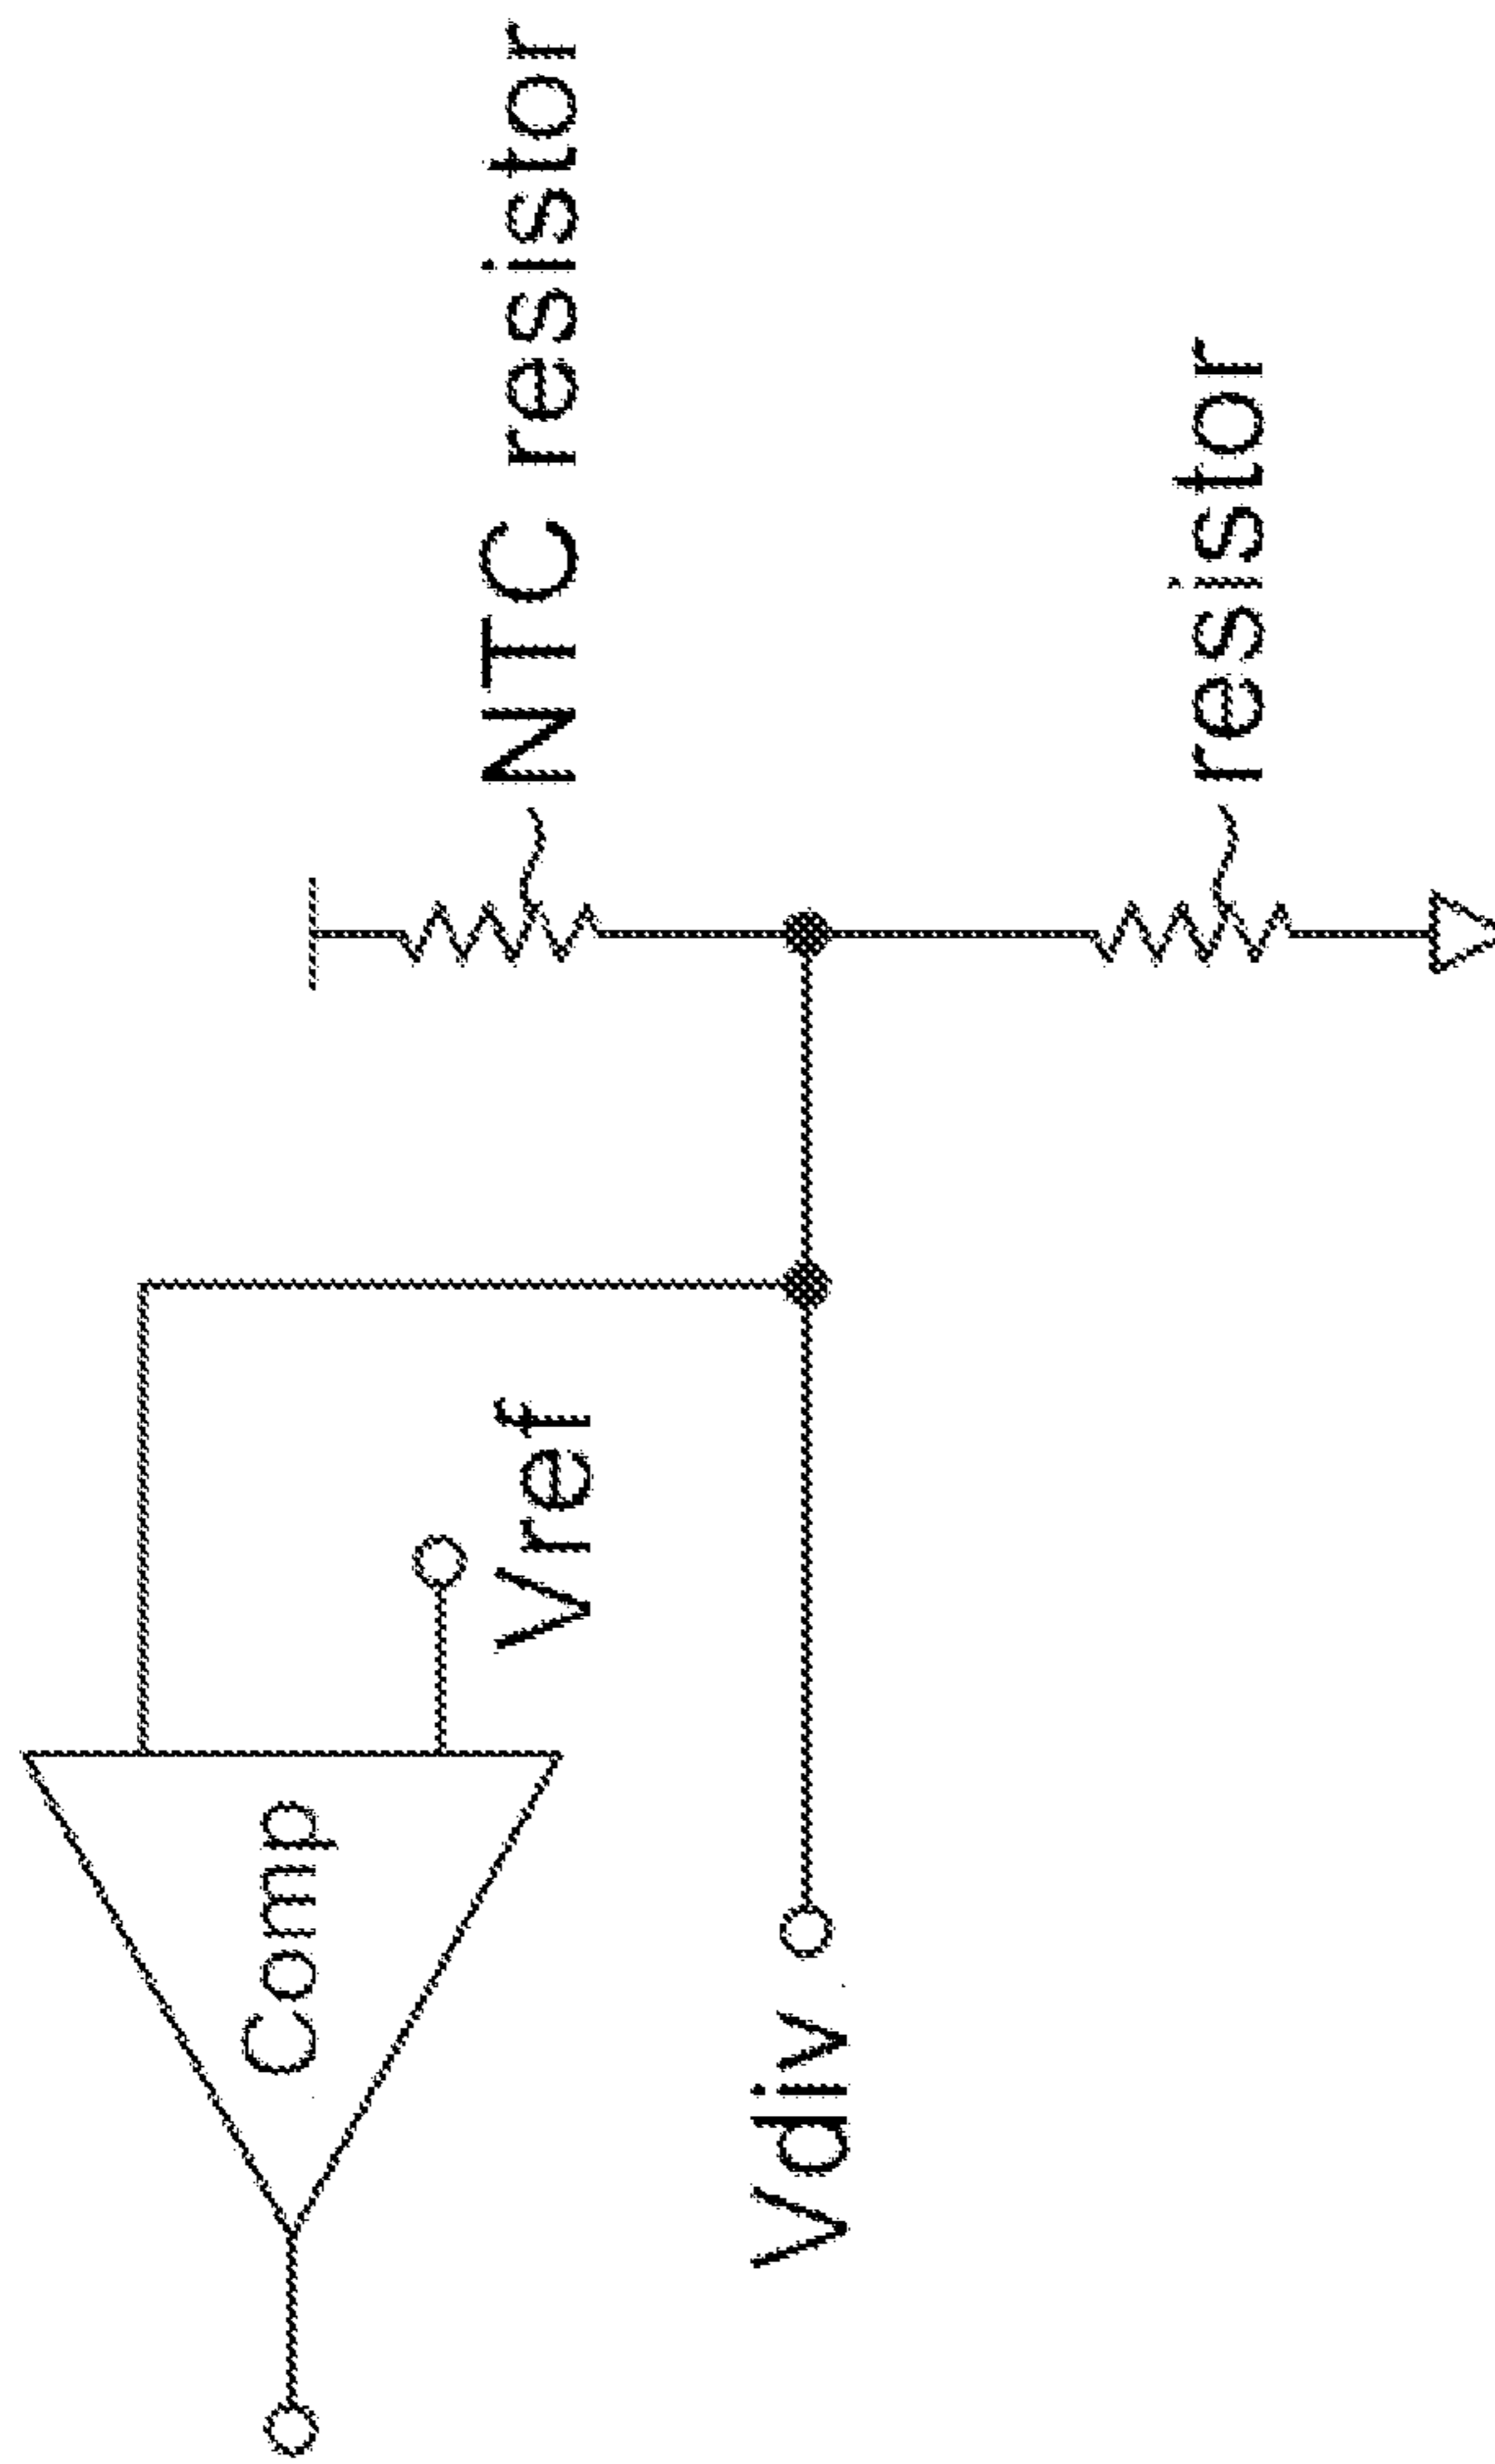 NTC resistor
resistor
Vref
Comp
Vdiv